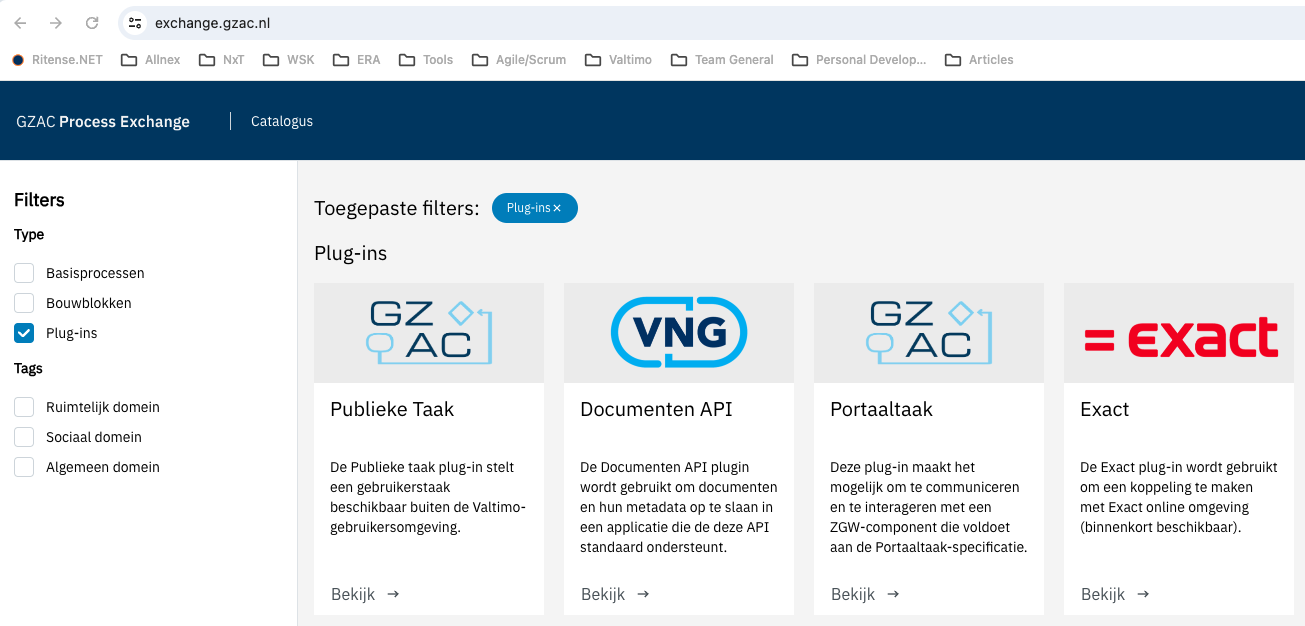 exchange.gzac.nl
Ritense.NET Allnex NxT WSK ERA Tools Agile/Scrum Valtimo Team General Personal Develop... Articles
GZAC Process Exchange Catalogus
Filters
Type
Basisprocessen
Bouwblokken
Plug-ins
Tags
Ruimtelijk domein
Sociaal domein
Algemeen domein
Toegepaste filters: Plug-ins ×
Plug-ins
GZ
AC
Publieke Taak
De Publieke taak plug-in stelt
een gebruikerstaak
beschikbaar buiten de Valtimo-
gebruikersomgeving.
Bekijk →
VNG
Documenten API
De Documenten API plugin
wordt gebruikt om documenten
en hun metadata op te slaan in
een applicatie die de deze API
standaard ondersteunt.
Bekijk →
GZ
AC
Portaaltaak
Deze plug-in maakt het
mogelijk om te communiceren
en te interageren met een
ZGW-component die voldoet
aan de Portaaltaak-specificatie.
Bekijk →
= exact
Exact
De Exact plug-in wordt gebruikt
om een koppeling te maken
met Exact online omgeving
(binnenkort beschikbaar).
Bekijk →